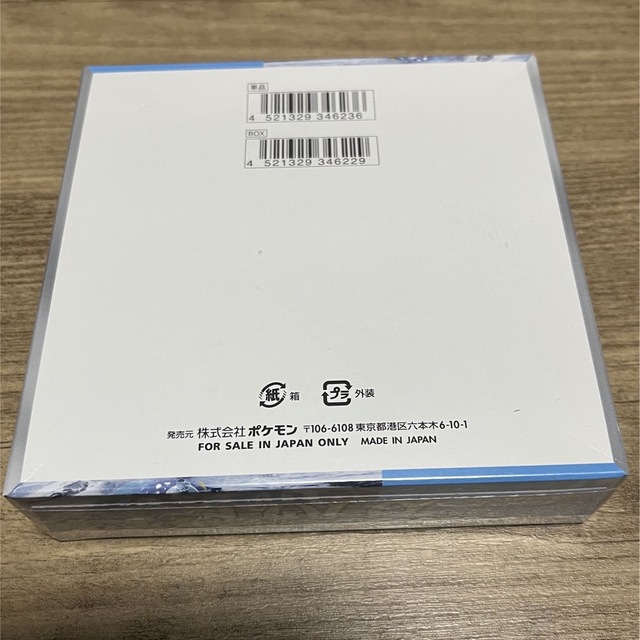 単品
4 521329 346236
BOX
4 521329 346229
紙 箱 プラ 外装
発売元 株式会社 ポケモン 〒106-6108 東京都港区六本木6-10-1
FOR SALE IN JAPAN ONLY MADE IN JAPAN